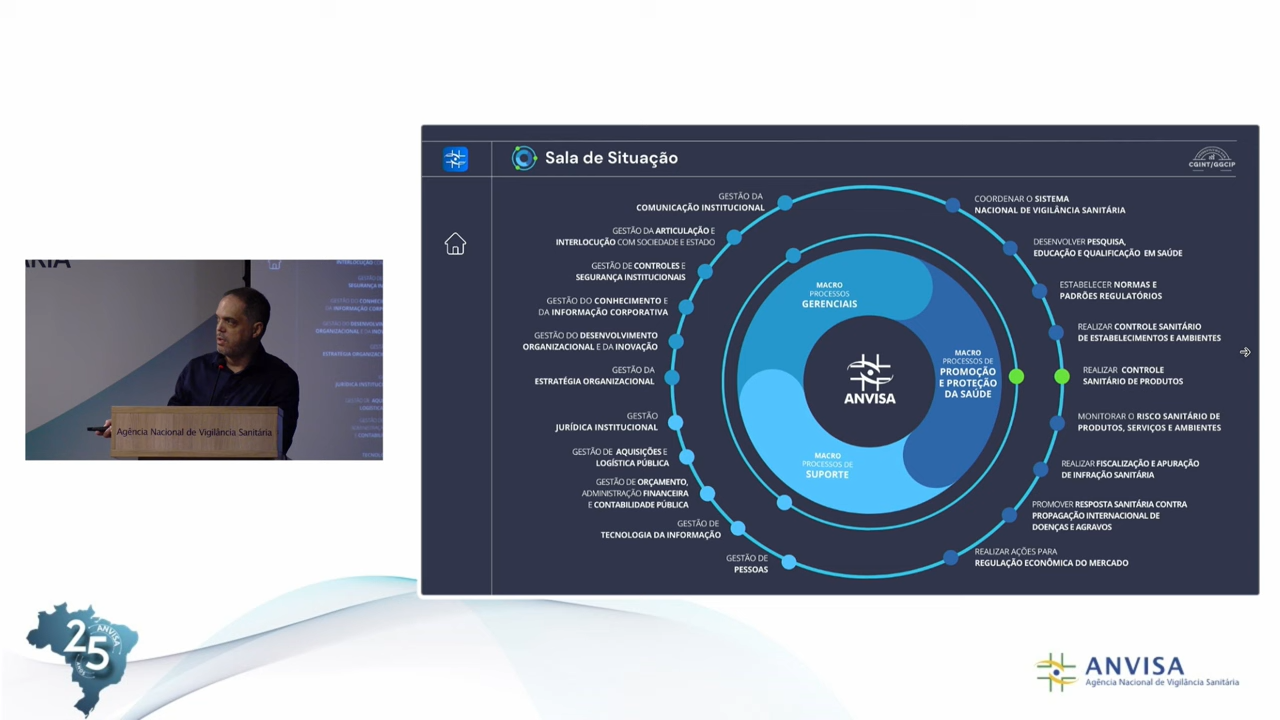 Sala de Situação
CGINT/GGCIP
GESTÃO DA
COMUNICAÇÃO INSTITUCIONAL
GESTÃO DA ARTICULAÇÃO E
INTERLOCUÇÃO COM SOCIEDADE E ESTADO
GESTÃO DE CONTROLES E
SEGURANÇA INSTITUCIONAIS
GESTÃO DO CONHECIMENTO E
DA INFORMAÇÃO CORPORATIVA
GESTÃO DO DESENVOLVIMENTO
ORGANIZACIONAL E DA INOVAÇÃO
GESTÃO DA
ESTRATÉGIA ORGANIZACIONAL
GESTÃO
JURÍDICA INSTITUCIONAL
GESTÃO DE AQUISIÇÕES E
LOGÍSTICA PÚBLICA
GESTÃO DE ORÇAMENTO,
ADMINISTRAÇÃO FINANCEIRA
E CONTABILIDADE PÚBLICA
GESTÃO DE
TECNOLOGIA DA INFORMAÇÃO
GESTÃO DE
PESSOAS
MACRO
PROCESSOS
GERENCIAIS
MACRO
PROCESSOS DE
PROMOÇÃO
E PROTEÇÃO
DA SAÚDE
ANVISA
MACRO
PROCESSOS DE
SUPORTE
COORDENAR O SISTEMA
NACIONAL DE VIGILÂNCIA SANITÁRIA
DESENVOLVER PESQUISA,
EDUCAÇÃO E QUALIFICAÇÃO EM SAÚDE
ESTABELECER NORMAS E
PADRÕES REGULATÓRIOS
REALIZAR CONTROLE SANITÁRIO
DE ESTABELECIMENTOS E AMBIENTES
REALIZAR CONTROLE
SANITÁRIO DE PRODUTOS
MONITORAR O RISCO SANITÁRIO DE
PRODUTOS, SERVIÇOS E AMBIENTES
REALIZAR FISCALIZAÇÃO E APURAÇÃO
DE INFRAÇÃO SANITÁRIA
PROMOVER RESPOSTA SANITÁRIA CONTRA
PROPAGAÇÃO INTERNACIONAL DE
DOENÇAS E AGRAVOS
REALIZAR AÇÕES PARA
REGULAÇÃO ECONÔMICA DO MERCADO
Agência Nacional de Vigilância Sanitária
25
ANVISA
ANOS
ANVISA
Agência Nacional de Vigilância Sanitária